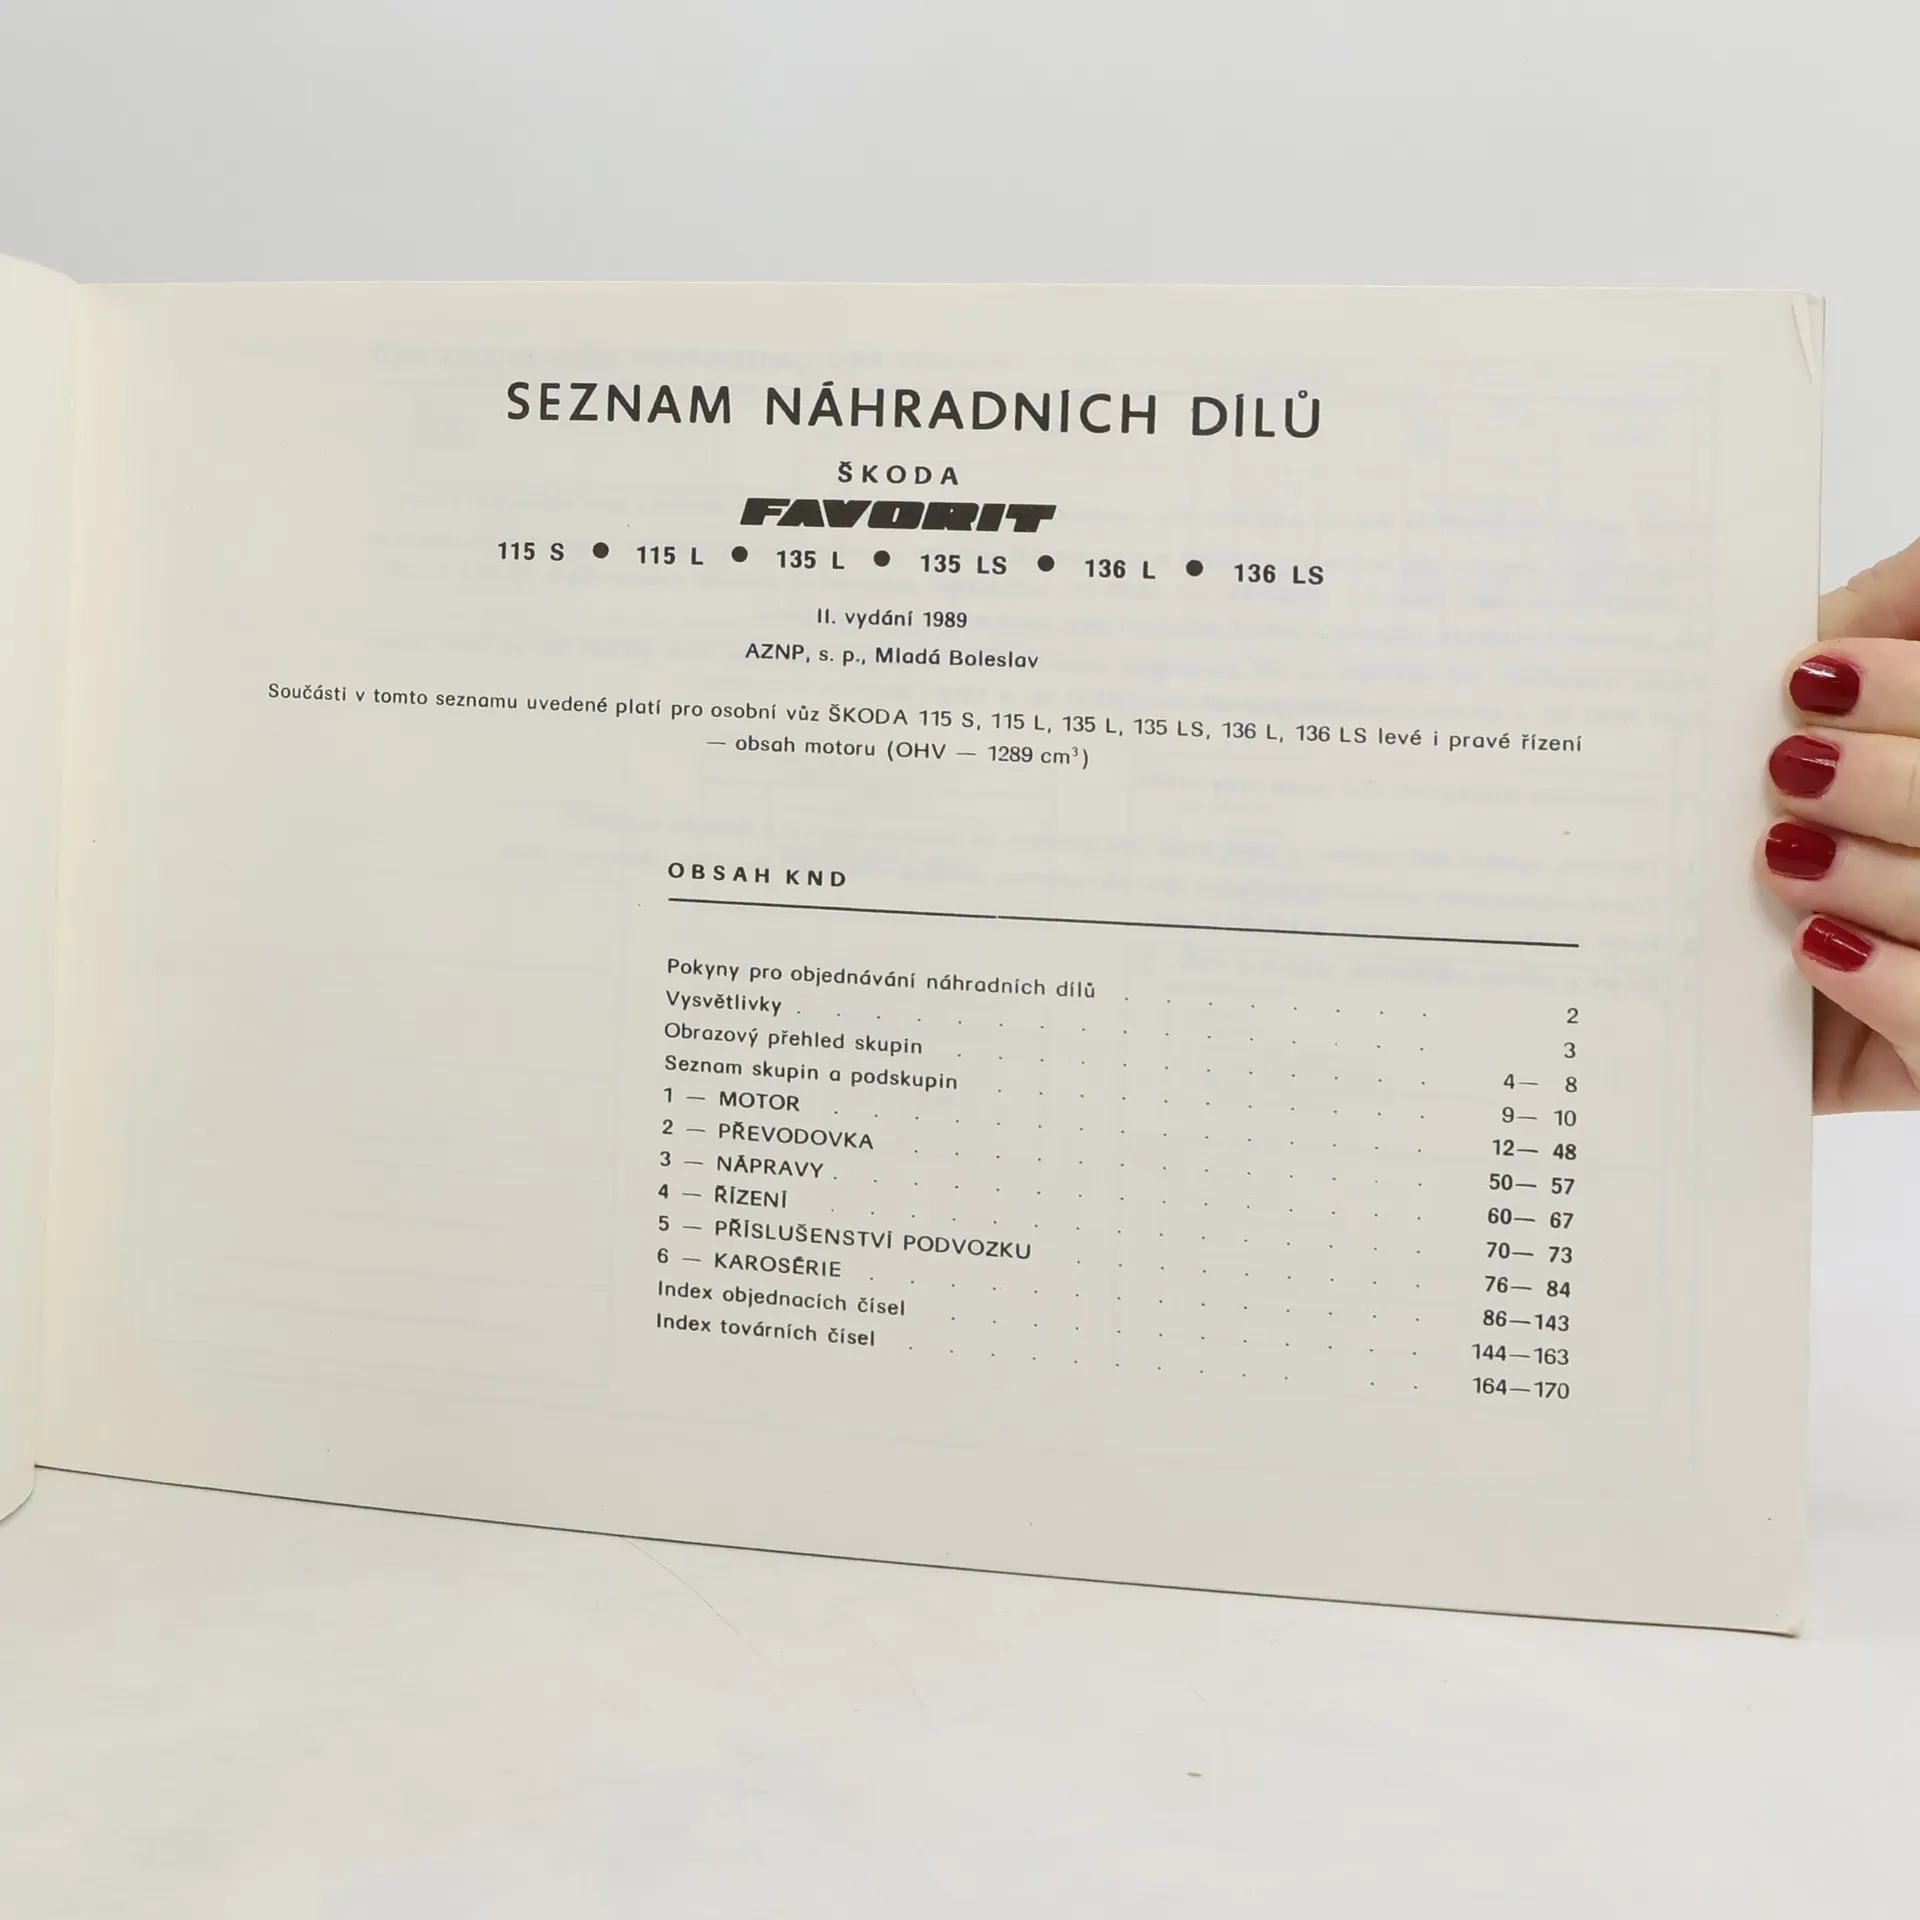 SEZNAM NÁHRADNÍCH DÍLŮ
ŠKODA
FAVORIT
115 S ● 115 L ● 135 L ● 135 LS ● 136 L ● 136 LS
II. vydání 1989
AZNP, s. p., Mladá Boleslav
Součásti v tomto seznamu uvedené platí pro osobní vůz ŠKODA 115 S, 115 L, 135 L, 135 LS, 136 L, 136 LS levé i pravé řízení
— obsah motoru (OHV — 1289 cm³)
OBSAH KND
Pokyny pro objednávání náhradních dílů . . . . . . . . 2
Vysvětlivky . . . . . . . . . . . . . . . . 3
Obrazový přehled skupin . . . . . . . . . . . . 4— 8
Seznam skupin a podskupin . . . . . . . . . . . 9— 10
1 — MOTOR . . . . . . . . . . . . . . . 12— 48
2 — PŘEVODOVKA . . . . . . . . . . . . . 50— 57
3 — NÁPRAVY . . . . . . . . . . . . . . . 60— 67
4 — ŘÍZENÍ . . . . . . . . . . . . . . . 70— 73
5 — PŘÍSLUŠENSTVÍ PODVOZKU . . . . . . . . . 76— 84
6 — KAROSÉRIE . . . . . . . . . . . . . . 86—143
Index objednacích čísel . . . . . . . . . . . . 144—163
Index továrních čísel . . . . . . . . . . . . 164—170